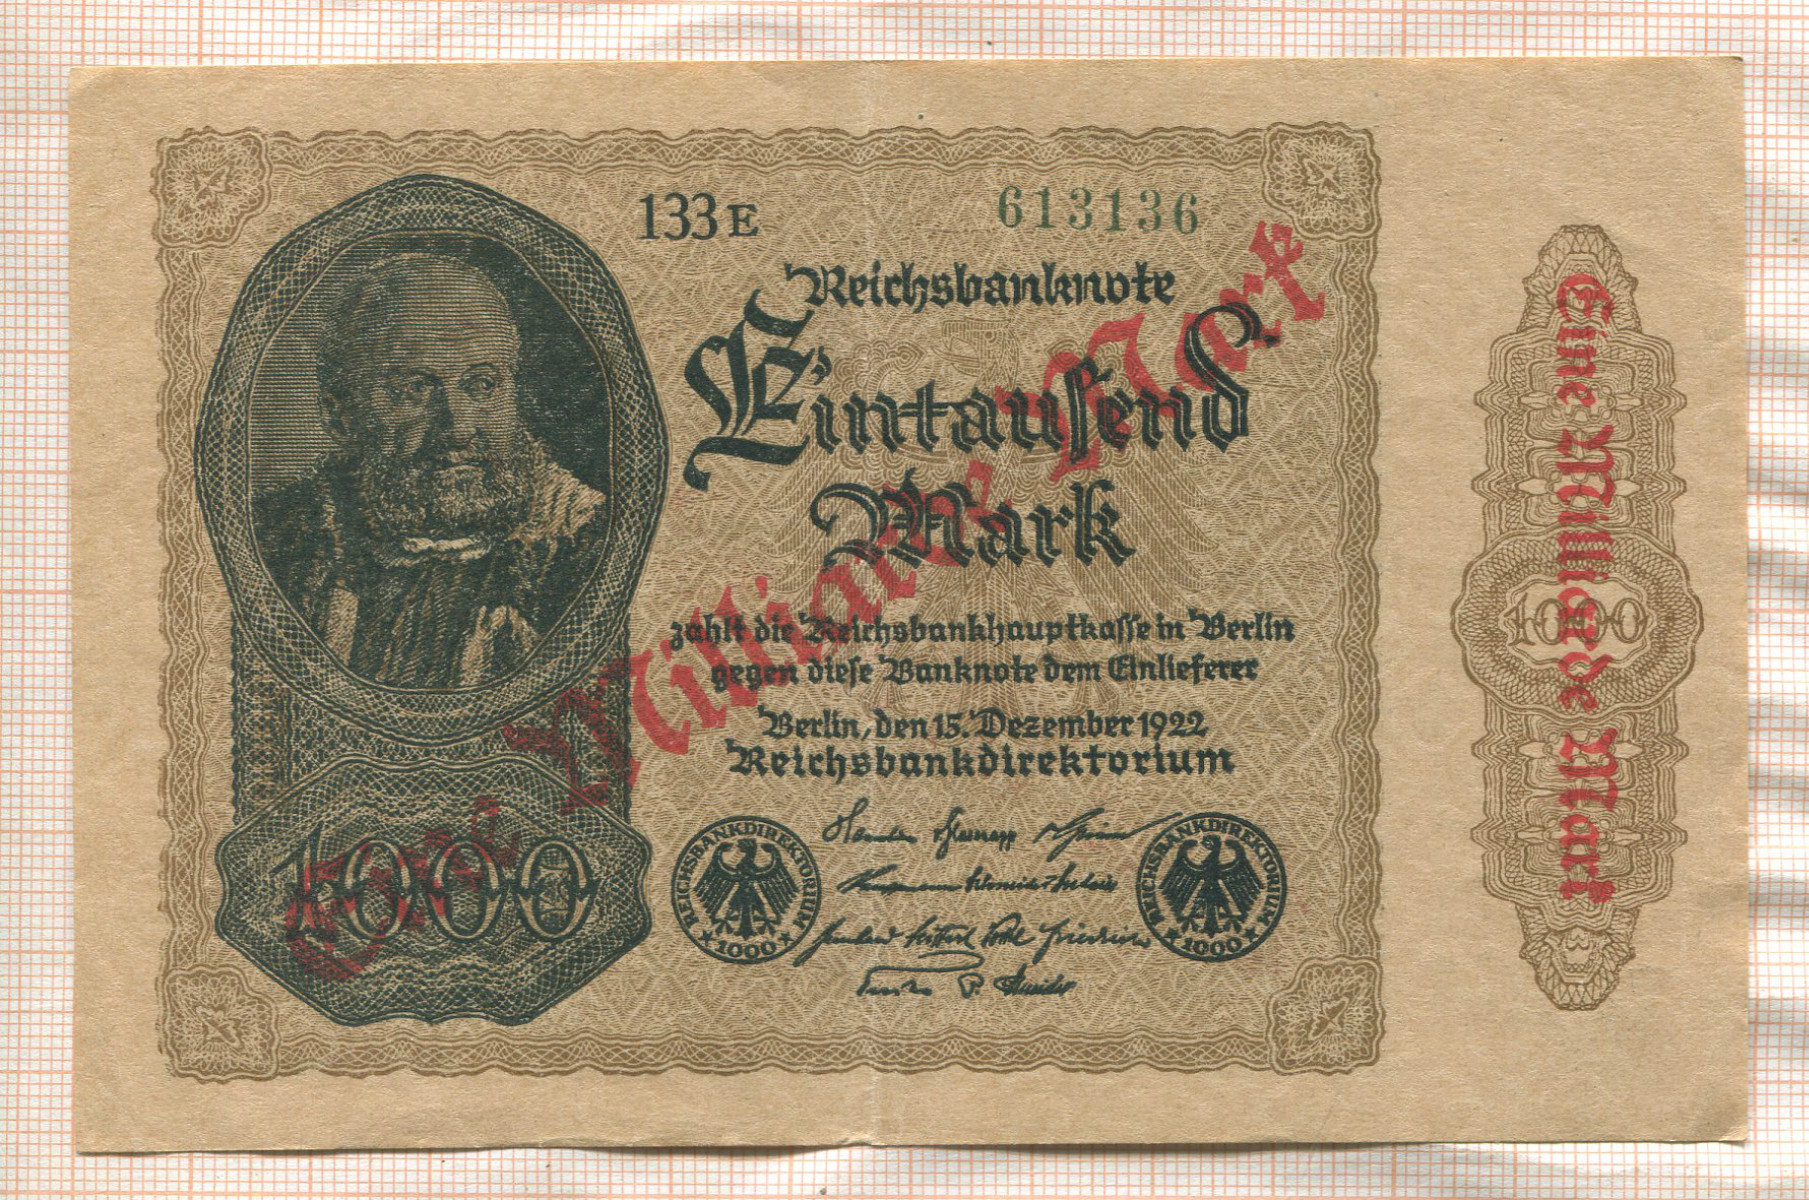 133 E
613136
Reichsbanknote
Eintausend
Mark
zahlt die Reichsbankhauptkasse in Berlin
gegen diese Banknote dem Einlieferer
Berlin, den 15. Dezember 1922
Reichsbankdirektorium
Eine Milliarde Mark
1000
REICHSBANKDIREKTORIUM
★ 1000 ★
REICHSBANKDIREKTORIUM
★ 1000 ★
Eine Milliarde Mark
1000